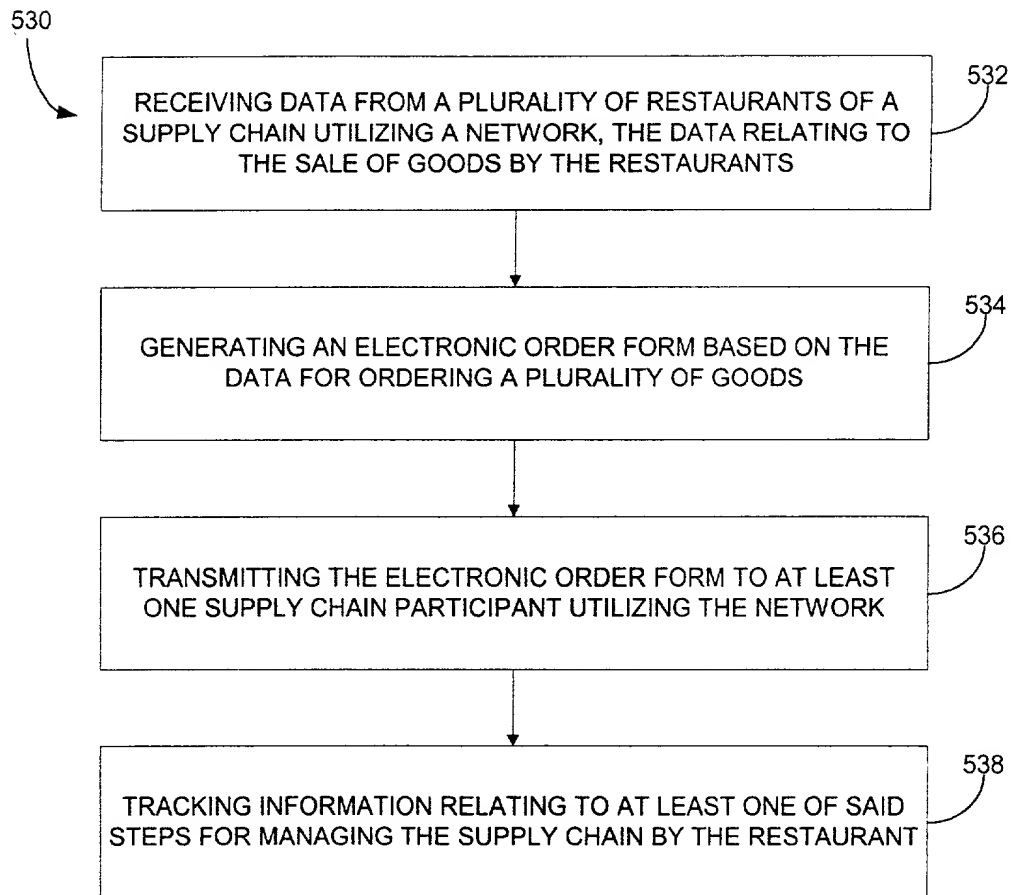 530
532
RECEIVING DATA FROM A PLURALITY OF RESTAURANTS OF A
SUPPLY CHAIN UTILIZING A NETWORK, THE DATA RELATING TO
THE SALE OF GOODS BY THE RESTAURANTS
534
GENERATING AN ELECTRONIC ORDER FORM BASED ON THE
DATA FOR ORDERING A PLURALITY OF GOODS
536
TRANSMITTING THE ELECTRONIC ORDER FORM TO AT LEAST
ONE SUPPLY CHAIN PARTICIPANT UTILIZING THE NETWORK
538
TRACKING INFORMATION RELATING TO AT LEAST ONE OF SAID
STEPS FOR MANAGING THE SUPPLY CHAIN BY THE RESTAURANT